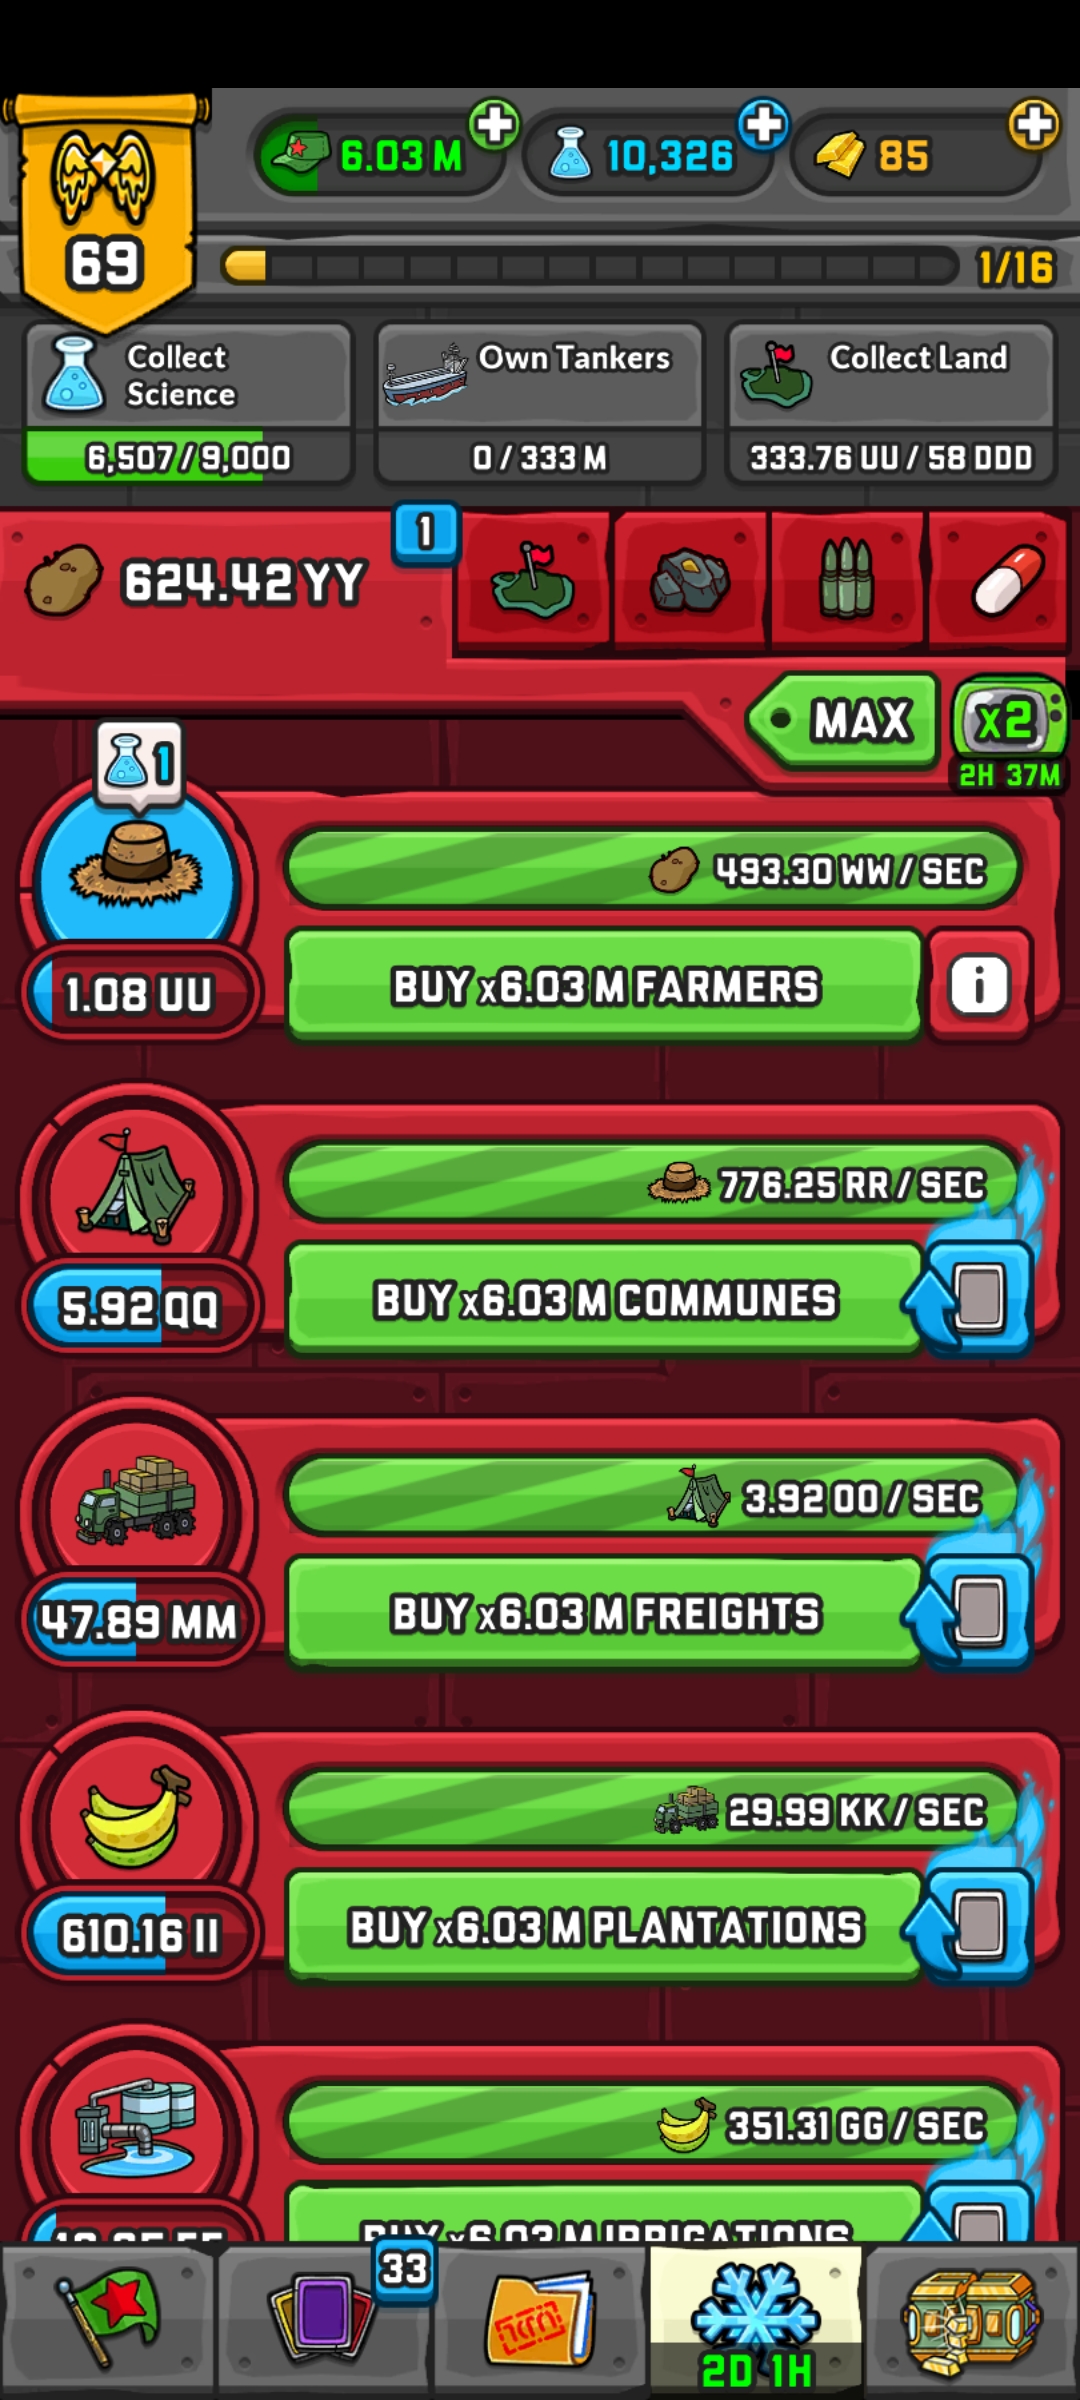 69
6.03 M
10,326
85
1/16
Collect
Science
6,507/9,000
Own Tankers
0/333 M
Collect Land
333.76 UU/58 DDD
624.42 YY
1
MAX
x2
2H 37M
1
493.30 WW/SEC
1.08 UU
BUY x6.03 M FARMERS
i
776.25 RR/SEC
5.92 QQ
BUY x6.03 M COMMUNES
3.92 OO/SEC
47.89 MM
BUY x6.03 M FREIGHTS
29.99 KK/SEC
610.16 II
BUY x6.03 M PLANTATIONS
351.31 GG/SEC
BUY x6.03 M IRRIGATIONS
33
2D 1H